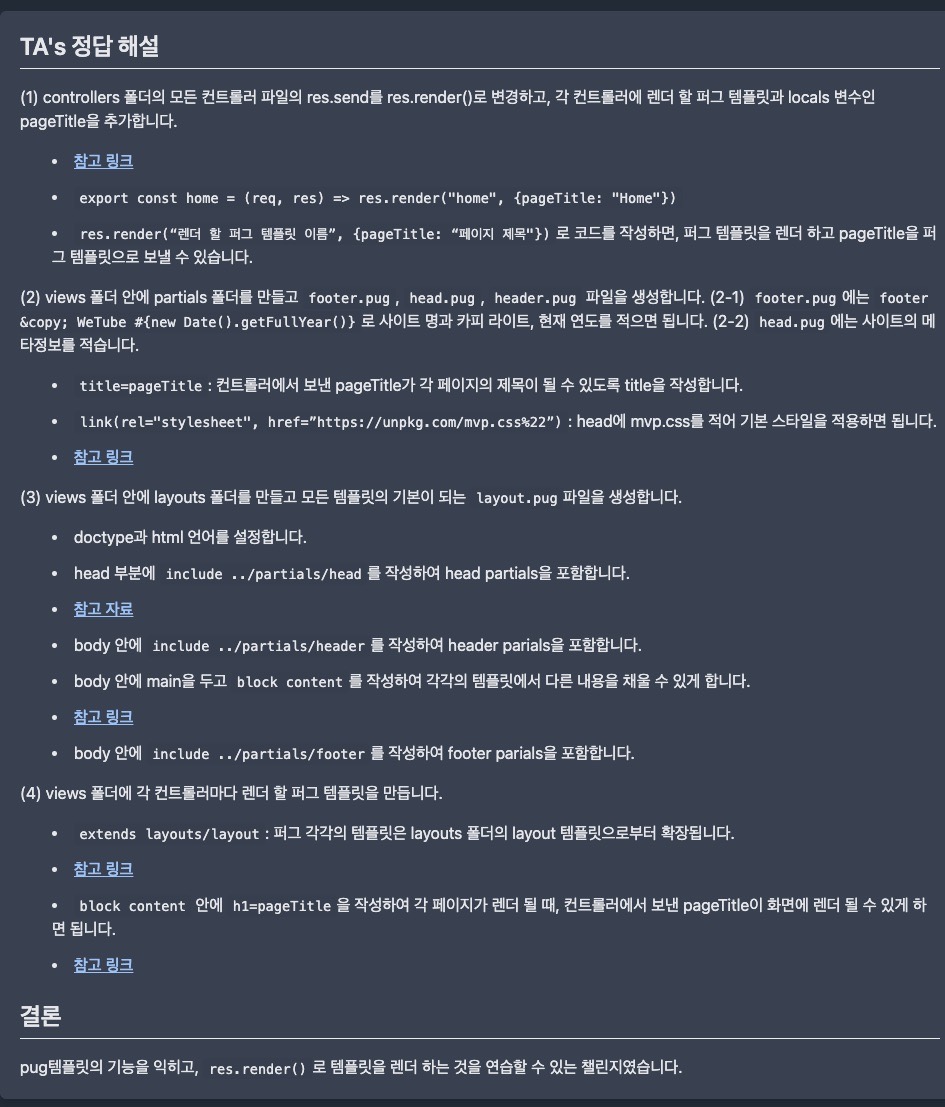 TA's 정답 해설
(1) controllers 폴더의 모든 컨트롤러 파일의 res.send를 res.render()로 변경하고, 각 컨트롤러에 렌더 할 퍼그 템플릿과 locals 변수인
pageTitle을 추가합니다.
• 참고 링크
• export const home = (req, res) => res.render("home", {pageTitle: "Home"})
• res.render(“렌더 할 퍼그 템플릿 이름”, {pageTitle: “페이지 제목"}) 로 코드를 작성하면, 퍼그 템플릿을 렌더 하고 pageTitle을 퍼
그 템플릿으로 보낼 수 있습니다.
(2) views 폴더 안에 partials 폴더를 만들고 footer.pug , head.pug , header.pug 파일을 생성합니다. (2-1) footer.pug 에는 footer
&copy; WeTube #{new Date().getFullYear()} 로 사이트 명과 카피 라이트, 현재 연도를 적으면 됩니다. (2-2) head.pug 에는 사이트의 메
타정보를 적습니다.
• title=pageTitle : 컨트롤러에서 보낸 pageTitle가 각 페이지의 제목이 될 수 있도록 title을 작성합니다.
• link(rel="stylesheet", href=”https://unpkg.com/mvp.css%22”) : head에 mvp.css를 적어 기본 스타일을 적용하면 됩니다.
• 참고 링크
(3) views 폴더 안에 layouts 폴더를 만들고 모든 템플릿의 기본이 되는 layout.pug 파일을 생성합니다.
• doctype과 html 언어를 설정합니다.
• head 부분에 include ../partials/head 를 작성하여 head partials을 포함합니다.
• 참고 자료
• body 안에 include ../partials/header 를 작성하여 header parials을 포함합니다.
• body 안에 main을 두고 block content 를 작성하여 각각의 템플릿에서 다른 내용을 채울 수 있게 합니다.
• 참고 링크
• body 안에 include ../partials/footer 를 작성하여 footer parials을 포함합니다.
(4) views 폴더에 각 컨트롤러마다 렌더 할 퍼그 템플릿을 만듭니다.
• extends layouts/layout : 퍼그 각각의 템플릿은 layouts 폴더의 layout 템플릿으로부터 확장됩니다.
• 참고 링크
• block content 안에 h1=pageTitle 을 작성하여 각 페이지가 렌더 될 때, 컨트롤러에서 보낸 pageTitle이 화면에 렌더 될 수 있게 하
면 됩니다.
• 참고 링크
결론
pug템플릿의 기능을 익히고, res.render() 로 템플릿을 렌더 하는 것을 연습할 수 있는 챌린지였습니다.